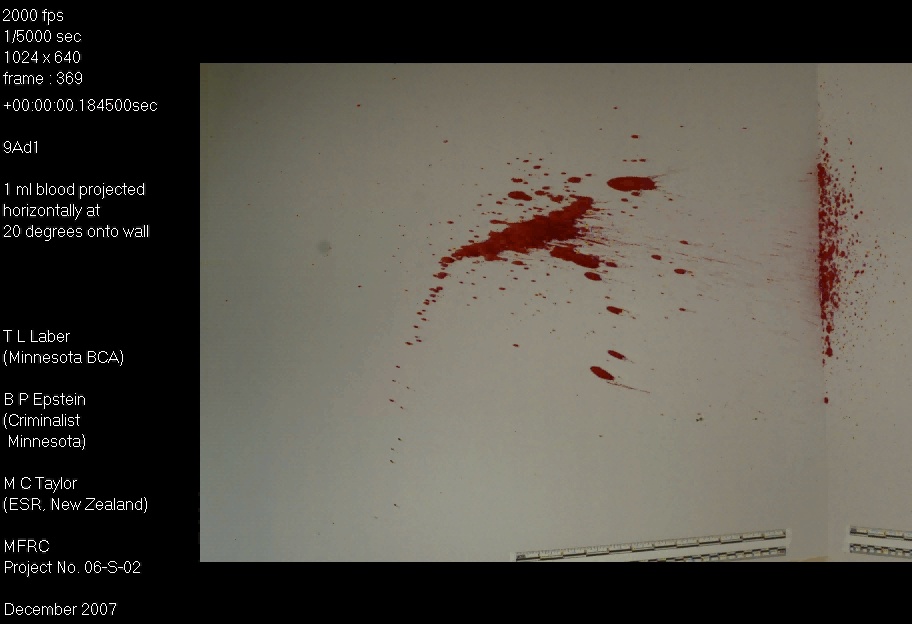 2000 fps
1/5000 sec
1024 x 640
frame : 369
+00:00:00.184500sec
9Ad1
1 ml blood projected
horizontally at
20 degrees onto wall
T L Laber
(Minnesota BCA)
B P Epstein
(Criminalist
Minnesota)
M C Taylor
(ESR, New Zealand)
MFRC
Project No. 06-S-02
December 2007